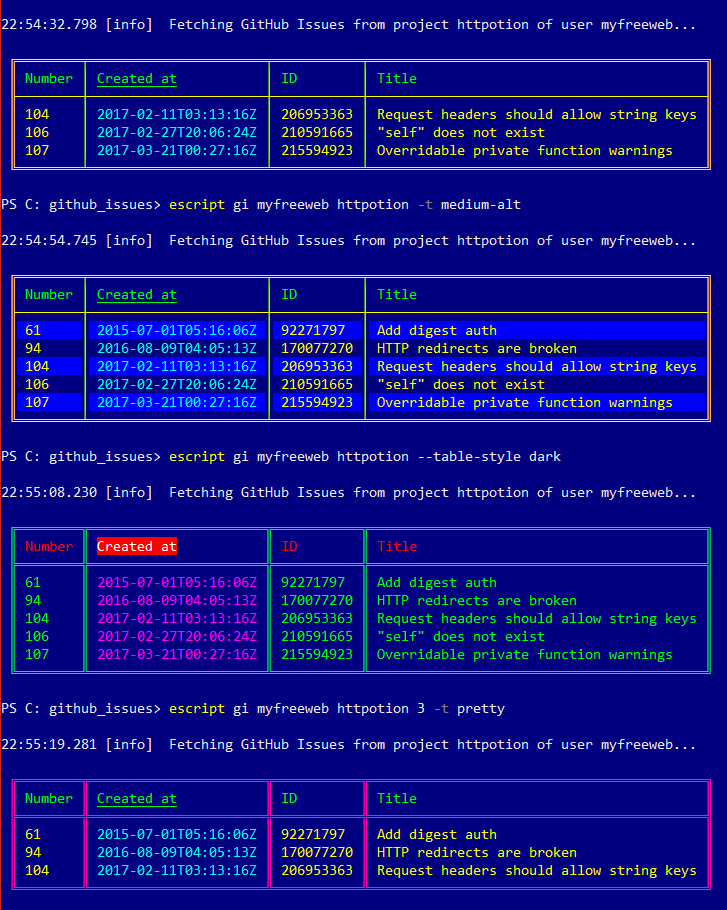 22:54:32.798 [info]  Fetching GitHub Issues from project httpotion of user myfreeweb...
Number Created at ID Title
104 2017-02-11T03:13:16Z 206953363 Request headers should allow string keys
106 2017-02-27T20:06:24Z 210591665 "self" does not exist
107 2017-03-21T00:27:16Z 215594923 Overridable private function warnings
PS C: github_issues> escript gi myfreeweb httpotion -t medium-alt
22:54:54.745 [info]  Fetching GitHub Issues from project httpotion of user myfreeweb...
Number Created at ID Title
61 2015-07-01T05:16:06Z 92271797 Add digest auth
94 2016-08-09T04:05:13Z 170077270 HTTP redirects are broken
104 2017-02-11T03:13:16Z 206953363 Request headers should allow string keys
106 2017-02-27T20:06:24Z 210591665 "self" does not exist
107 2017-03-21T00:27:16Z 215594923 Overridable private function warnings
PS C: github_issues> escript gi myfreeweb httpotion --table-style dark
22:55:08.230 [info]  Fetching GitHub Issues from project httpotion of user myfreeweb...
Number Created at ID Title
61 2015-07-01T05:16:06Z 92271797 Add digest auth
94 2016-08-09T04:05:13Z 170077270 HTTP redirects are broken
104 2017-02-11T03:13:16Z 206953363 Request headers should allow string keys
106 2017-02-27T20:06:24Z 210591665 "self" does not exist
107 2017-03-21T00:27:16Z 215594923 Overridable private function warnings
PS C: github_issues> escript gi myfreeweb httpotion 3 -t pretty
22:55:19.281 [info]  Fetching GitHub Issues from project httpotion of user myfreeweb...
Number Created at ID Title
61 2015-07-01T05:16:06Z 92271797 Add digest auth
94 2016-08-09T04:05:13Z 170077270 HTTP redirects are broken
104 2017-02-11T03:13:16Z 206953363 Request headers should allow string keys